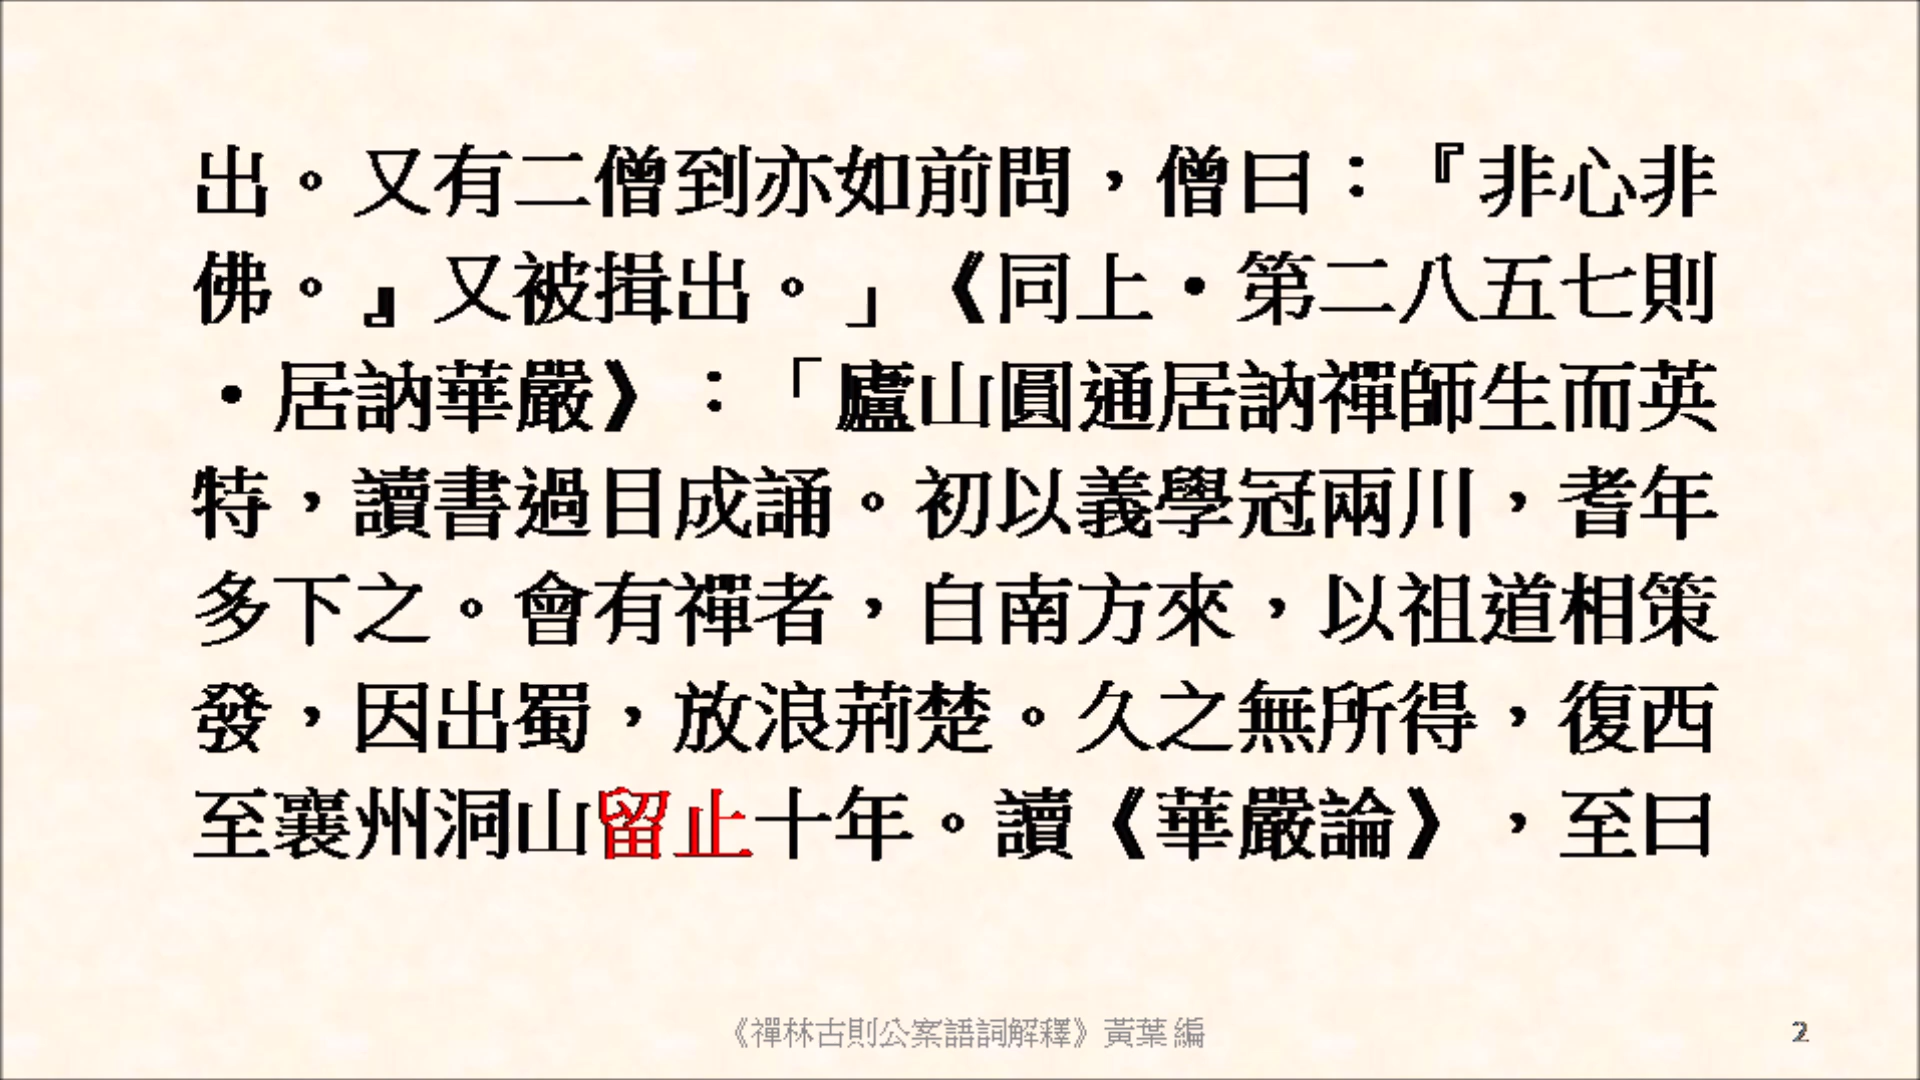 出。又有二僧到亦如前問，僧曰：『非心非
佛。』又被揖出。」《同上•第二八五七則
•居訥華嚴》：「廬山圓通居訥禪師生而英
特，讀書過目成誦。初以義學冠兩川，耆年
多下之。會有禪者，自南方來，以祖道相策
發，因出蜀，放浪荊楚。久之無所得，復西
至襄州洞山留止十年。讀《華嚴論》，至曰
《禪林古則公案語詞解釋》黃葉編
2